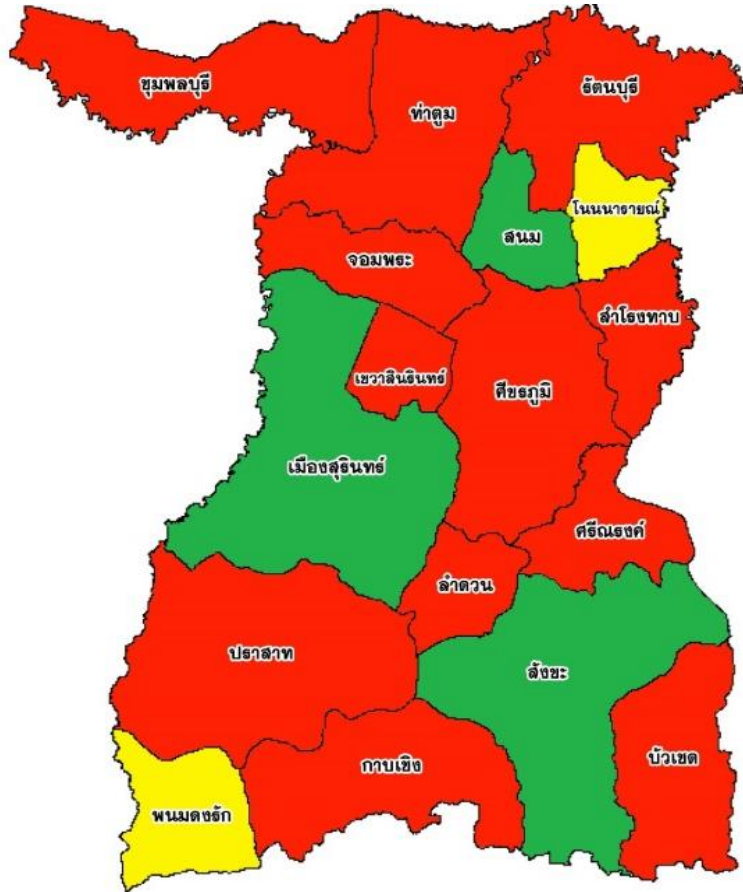 ชุมพลบุรี
ท่าตูม
รัตนบุรี
สนม
โนนนารายณ์
จอมพระ
สำโรงทาบ
เขวาสินรินทร์
ศีขรภูมิ
เมืองสุรินทร์
ศรีณรงค์
ลำดวน
ปราสาท
สังขะ
บัวเชด
กาบเชิง
พนมดงรัก